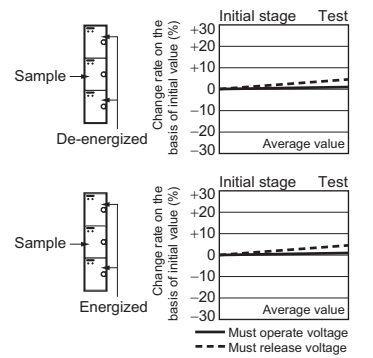 Initial stage Test
Change rate on the
basis of initial value (%)
+30
+20
+10
0
−10
−20
−30
Sample
De-energized
Average value
Initial stage Test
Change rate on the
basis of initial value (%)
+30
+20
+10
0
−10
−20
−30
Sample
Energized
Average value
Must operate voltage
Must release voltage